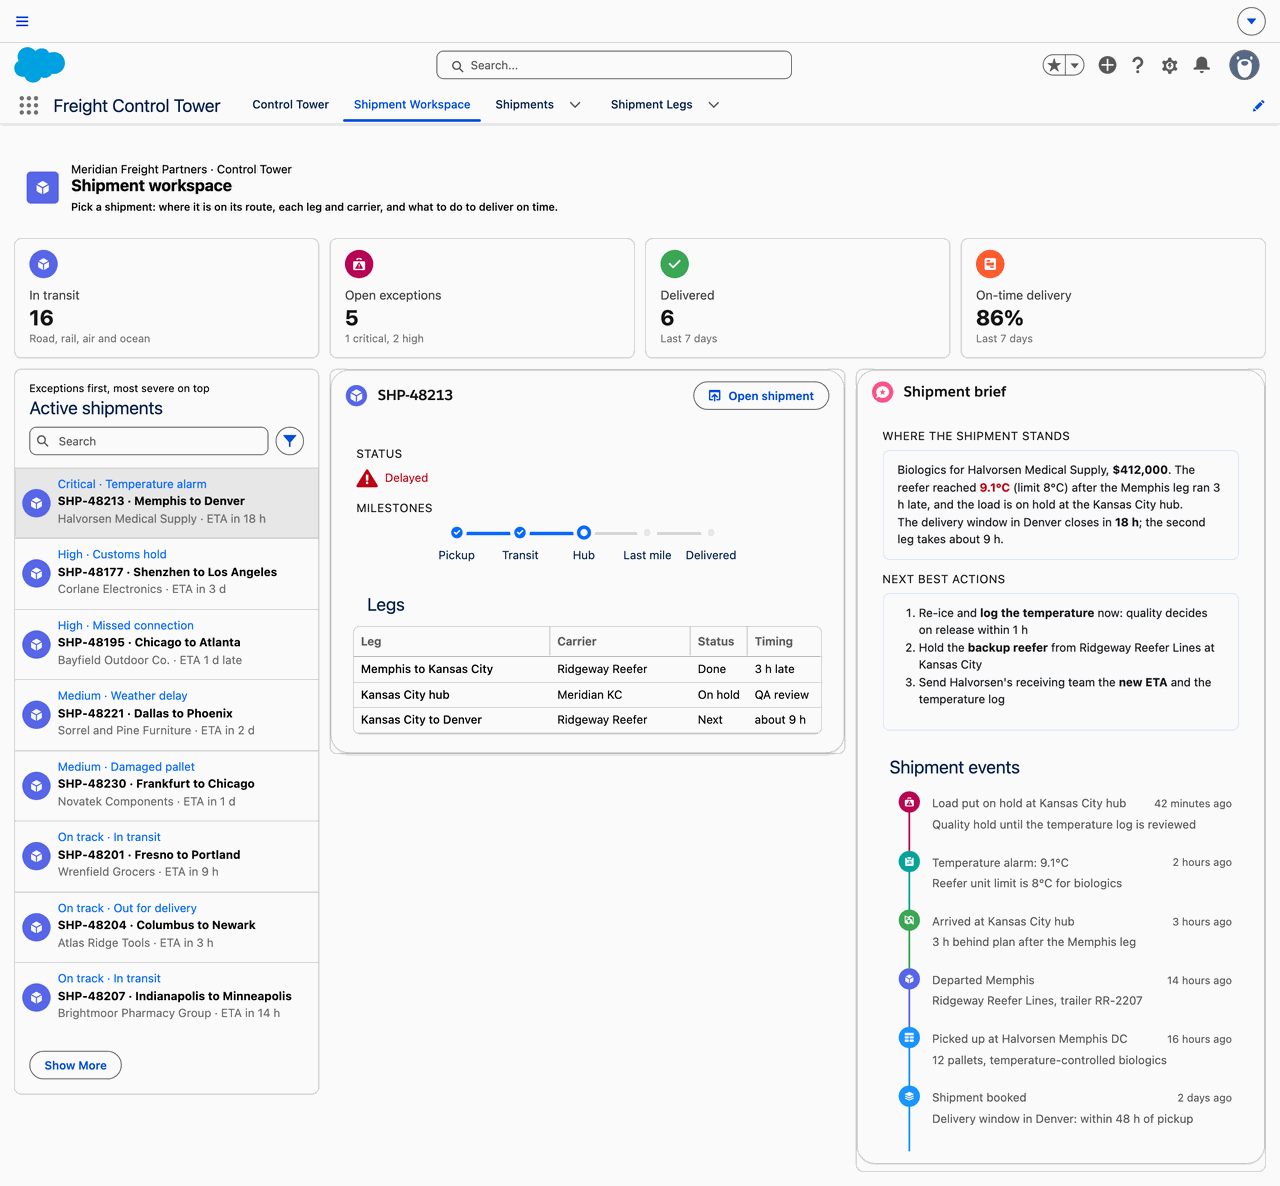 Search...
Freight Control Tower
Control Tower
Shipment Workspace
Shipments
Shipment Legs
Meridian Freight Partners · Control Tower
Shipment workspace
Pick a shipment: where it is on its route, each leg and carrier, and what to do to deliver on time.
In transit
16
Road, rail, air and ocean
Open exceptions
5
1 critical, 2 high
Delivered
6
Last 7 days
On-time delivery
86%
Last 7 days
Exceptions first, most severe on top
Active shipments
Search
Critical · Temperature alarm
SHP-48213 · Memphis to Denver
Halvorsen Medical Supply · ETA in 18 h
High · Customs hold
SHP-48177 · Shenzhen to Los Angeles
Corlane Electronics · ETA in 3 d
High · Missed connection
SHP-48195 · Chicago to Atlanta
Bayfield Outdoor Co. · ETA 1 d late
Medium · Weather delay
SHP-48221 · Dallas to Phoenix
Sorrel and Pine Furniture · ETA in 2 d
Medium · Damaged pallet
SHP-48230 · Frankfurt to Chicago
Novatek Components · ETA in 1 d
On track · In transit
SHP-48201 · Fresno to Portland
Wrenfield Grocers · ETA in 9 h
On track · Out for delivery
SHP-48204 · Columbus to Newark
Atlas Ridge Tools · ETA in 3 h
On track · In transit
SHP-48207 · Indianapolis to Minneapolis
Brightmoor Pharmacy Group · ETA in 14 h
Show More
SHP-48213
Open shipment
STATUS
Delayed
MILESTONES
Pickup
Transit
Hub
Last mile
Delivered
Legs
Leg Carrier Status Timing
Memphis to Kansas City Ridgeway Reefer Done 3 h late
Kansas City hub Meridian KC On hold QA review
Kansas City to Denver Ridgeway Reefer Next about 9 h
Shipment brief
WHERE THE SHIPMENT STANDS
Biologics for Halvorsen Medical Supply, $412,000. The
reefer reached 9.1°C (limit 8°C) after the Memphis leg ran 3
h late, and the load is on hold at the Kansas City hub.
The delivery window in Denver closes in 18 h; the second
leg takes about 9 h.
NEXT BEST ACTIONS
1. Re-ice and log the temperature now: quality decides
on release within 1 h
2. Hold the backup reefer from Ridgeway Reefer Lines at
Kansas City
3. Send Halvorsen's receiving team the new ETA and the
temperature log
Shipment events
Load put on hold at Kansas City hub 42 minutes ago
Quality hold until the temperature log is reviewed
Temperature alarm: 9.1°C 2 hours ago
Reefer unit limit is 8°C for biologics
Arrived at Kansas City hub 3 hours ago
3 h behind plan after the Memphis leg
Departed Memphis 14 hours ago
Ridgeway Reefer Lines, trailer RR-2207
Picked up at Halvorsen Memphis DC 16 hours ago
12 pallets, temperature-controlled biologics
Shipment booked 2 days ago
Delivery window in Denver: within 48 h of pickup